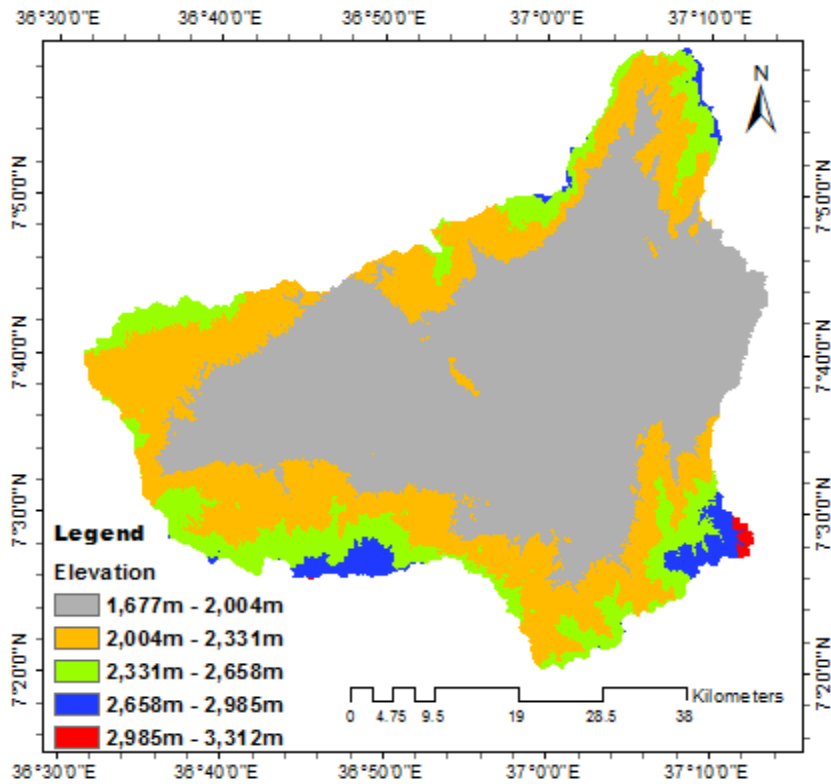 36°30'0"E 36°40'0"E 36°50'0"E 37°0'0"E 37°10'0"E
N
7°50'0"N 7°50'0"N
7°40'0"N 7°40'0"N
7°30'0"N 7°30'0"N
7°20'0"N 7°20'0"N
Legend
Elevation
1,677m - 2,004m
2,004m - 2,331m
2,331m - 2,658m
2,658m - 2,985m
2,985m - 3,312m
Kilometers
0 4.75 9.5 19 28.5 38
36°30'0"E 36°40'0"E 36°50'0"E 37°0'0"E 37°10'0"E